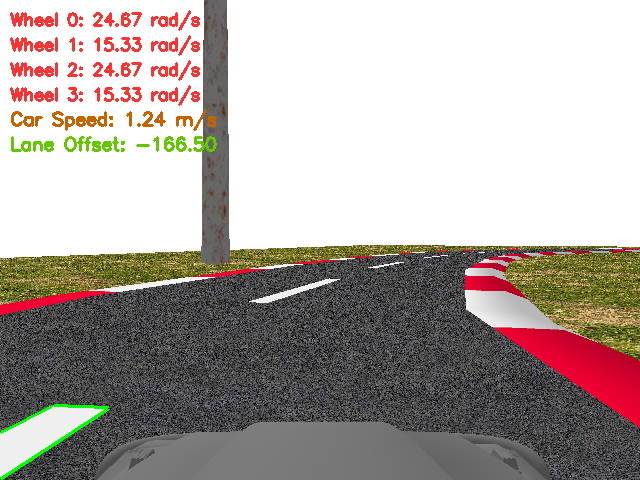 Wheel 0: 24.67 rad/s
Wheel 1: 15.33 rad/s
Wheel 2: 24.67 rad/s
Wheel 3: 15.33 rad/s
Car Speed: 1.24 m/s
Lane Offset: -166.50